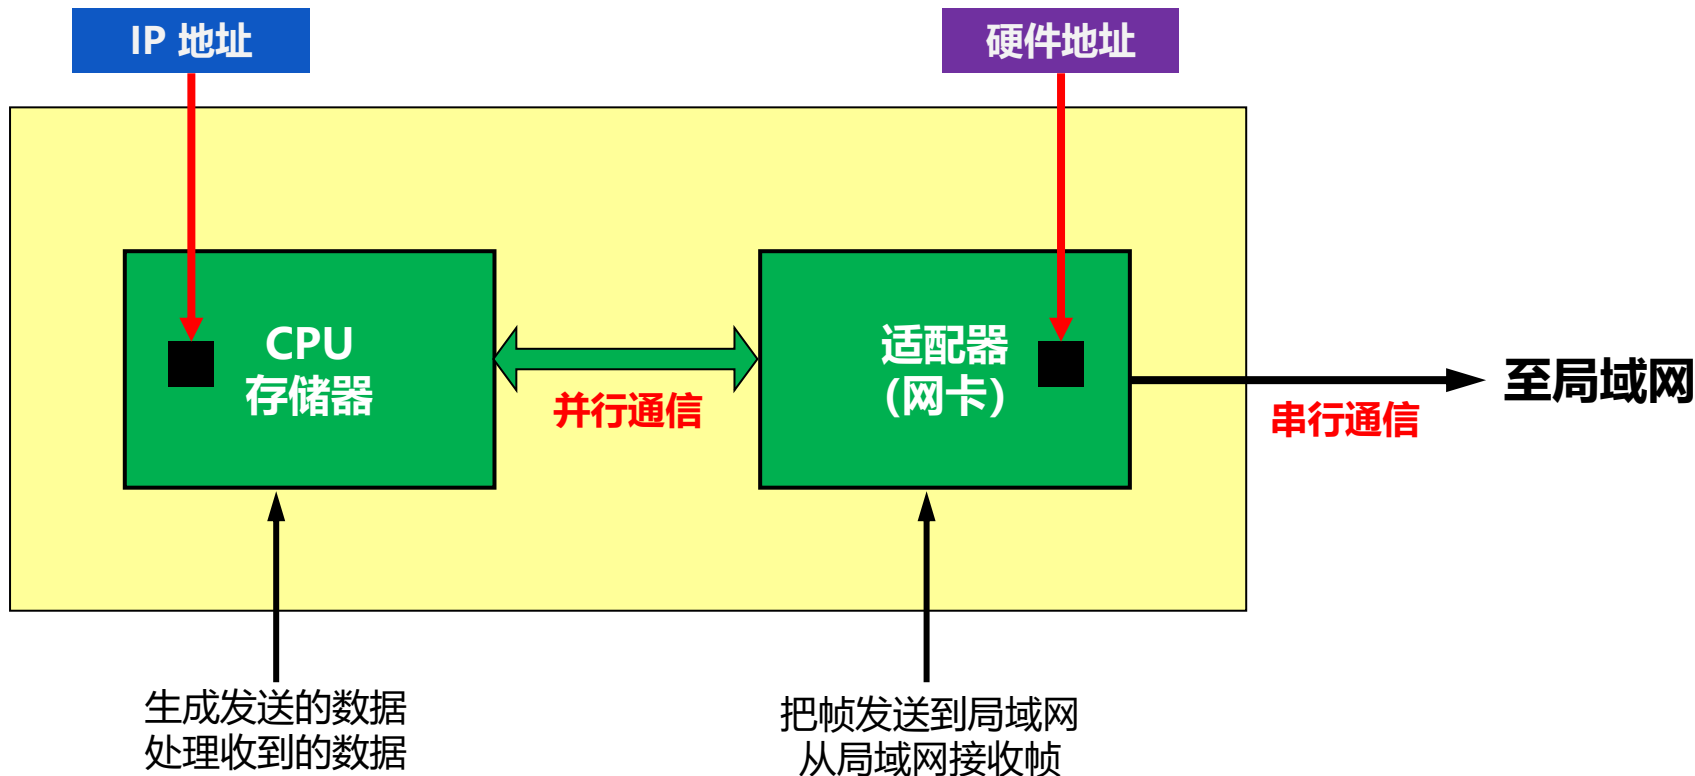 IP 地址
硬件地址
CPU
存储器
适配器
(网卡)
并行通信
串行通信
至局域网
生成发送的数据
处理收到的数据
把帧发送到局域网
从局域网接收帧